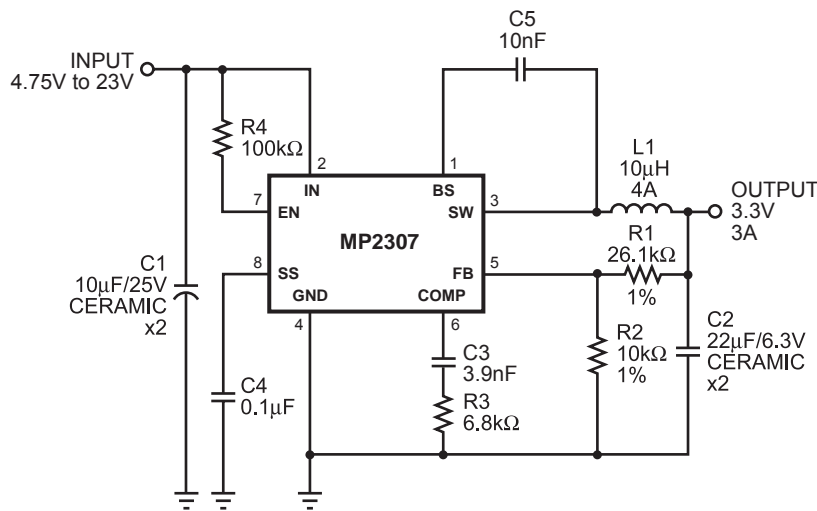 C5
10nF
INPUT
4.75V to 23V
R4
100kΩ
2
IN
1
BS
L1
10µH
4A
OUTPUT
3.3V
3A
7
EN
SW
3
MP2307
R1
26.1kΩ
1%
C1
10µF/25V
CERAMIC
x2
8
SS
FB
5
GND
4
COMP
6
R2
10kΩ
1%
C2
22µF/6.3V
CERAMIC
x2
C3
3.9nF
C4
0.1µF
R3
6.8kΩ